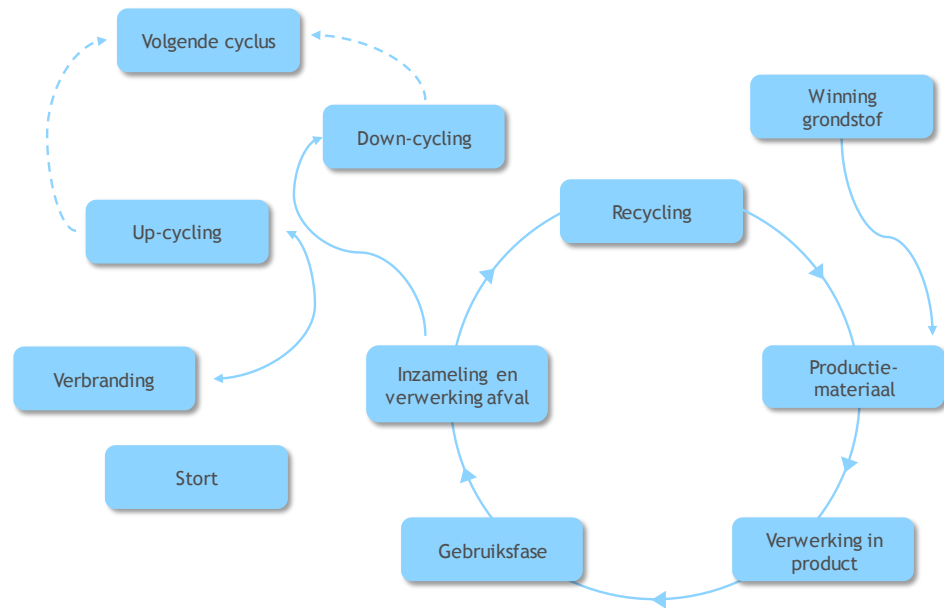 Volgende cyclus
Down-cycling
Winning
grondstof
Recycling
Up-cycling
Verbranding
Inzameling en
verwerking afval
Productie-
materiaal
Stort
Gebruiksfase
Verwerking in
product